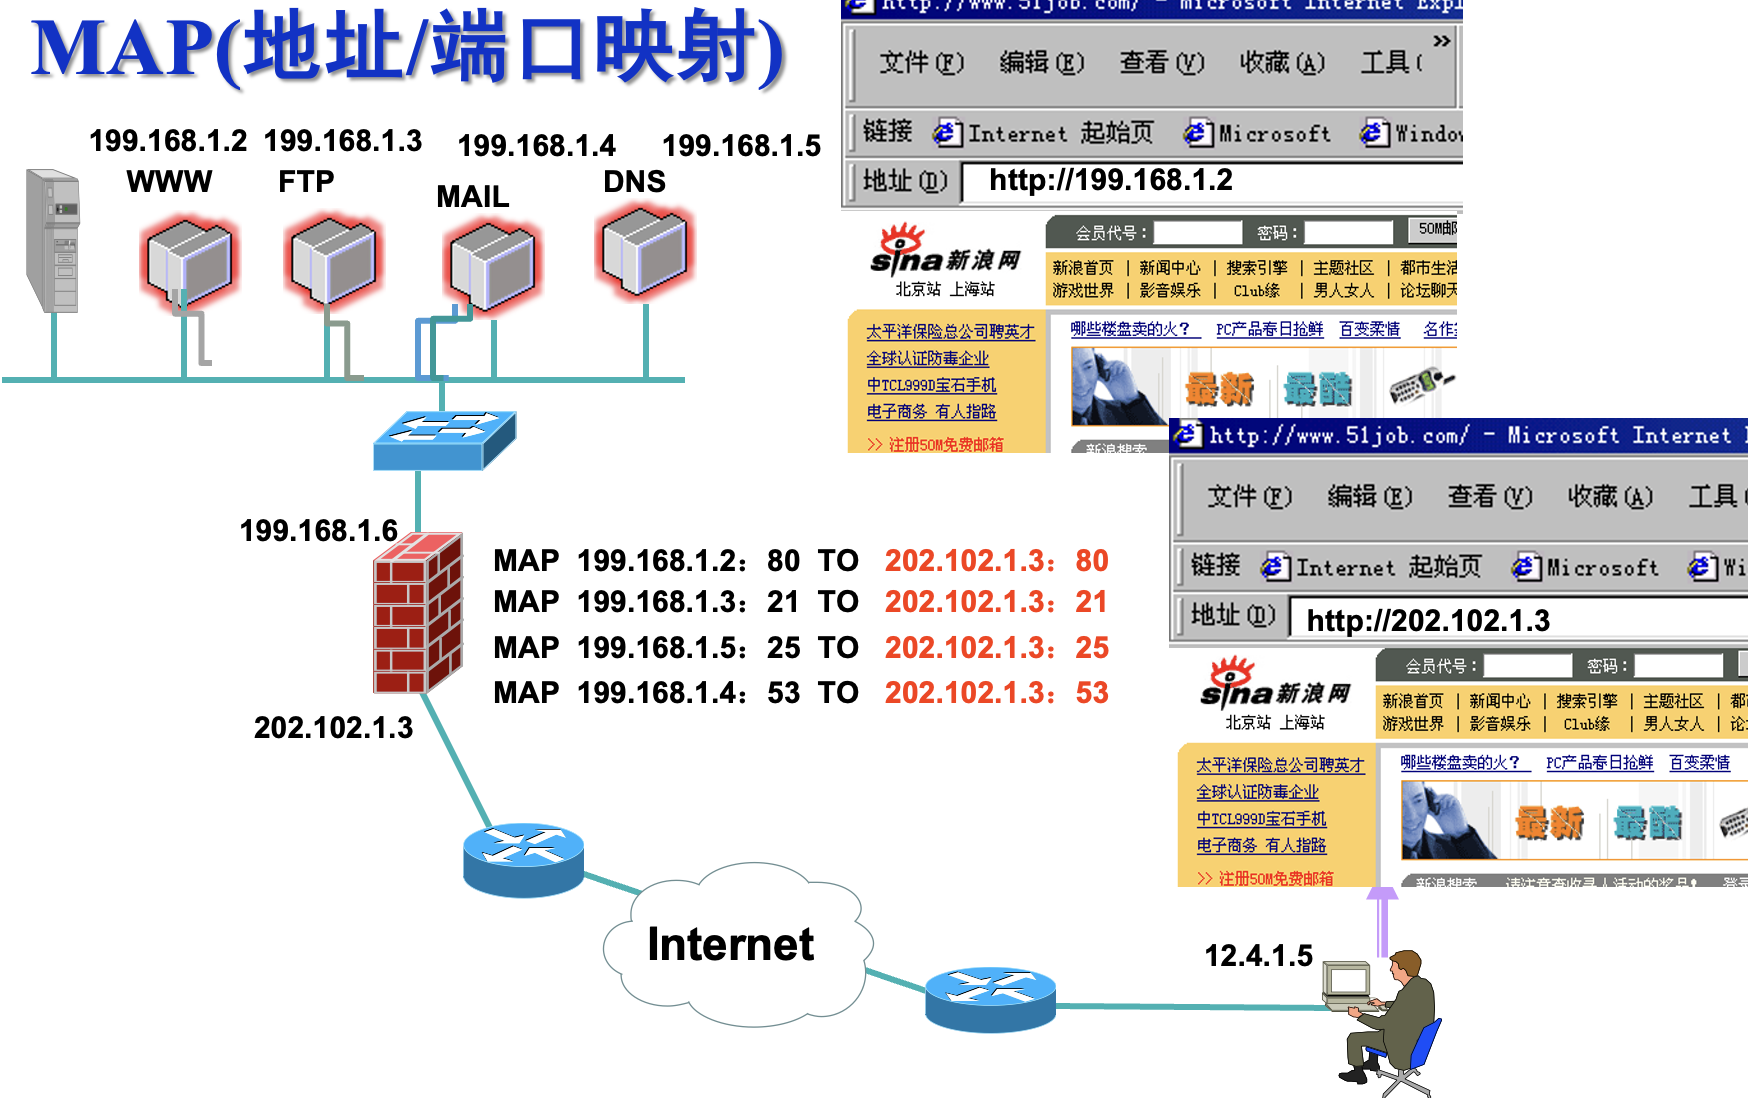 MAP(地址/端口映射)
199.168.1.2
199.168.1.3
199.168.1.4
199.168.1.5
WWW
FTP
MAIL
DNS
199.168.1.6
202.102.1.3
MAP 199.168.1.2：80 TO 202.102.1.3：80
MAP 199.168.1.3：21 TO 202.102.1.3：21
MAP 199.168.1.5：25 TO 202.102.1.3：25
MAP 199.168.1.4：53 TO 202.102.1.3：53
Internet
12.4.1.5
http://www.51job.com/ - Microsoft Internet Expl
文件(F) 编辑(E) 查看(V) 收藏(A) 工具( »
链接 Internet 起始页 Microsoft Window
地址(D) http://199.168.1.2
会员代号： 密码： 50M邮
sina新浪网
北京站 上海站
新浪首页 | 新闻中心 | 搜索引擎 | 主题社区 | 都市生活
游戏世界 | 影音娱乐 | Club缘 | 男人女人 | 论坛聊天
太平洋保险总公司聘英才
全球认证防毒企业
中TCL999D宝石手机
电子商务 有人指路
>> 注册50M免费邮箱
哪些楼盘卖的火？ PC产品春日抢鲜 百变柔情 名作
最新 最酷
新浪搜索
http://www.51job.com/ - Microsoft Internet
文件(F) 编辑(E) 查看(V) 收藏(A) 工具(
链接 Internet 起始页 Microsoft Wi
地址(D) http://202.102.1.3
会员代号： 密码：
sina新浪网
北京站 上海站
新浪首页 | 新闻中心 | 搜索引擎 | 主题社区 | 都
游戏世界 | 影音娱乐 | Club缘 | 男人女人 | 论
太平洋保险总公司聘英才
全球认证防毒企业
中TCL999D宝石手机
电子商务 有人指路
>> 注册50M免费邮箱
哪些楼盘卖的火？ PC产品春日抢鲜 百变柔情
最新 最酷
新浪搜索 请注意查收寻人活动的奖品！ 登录